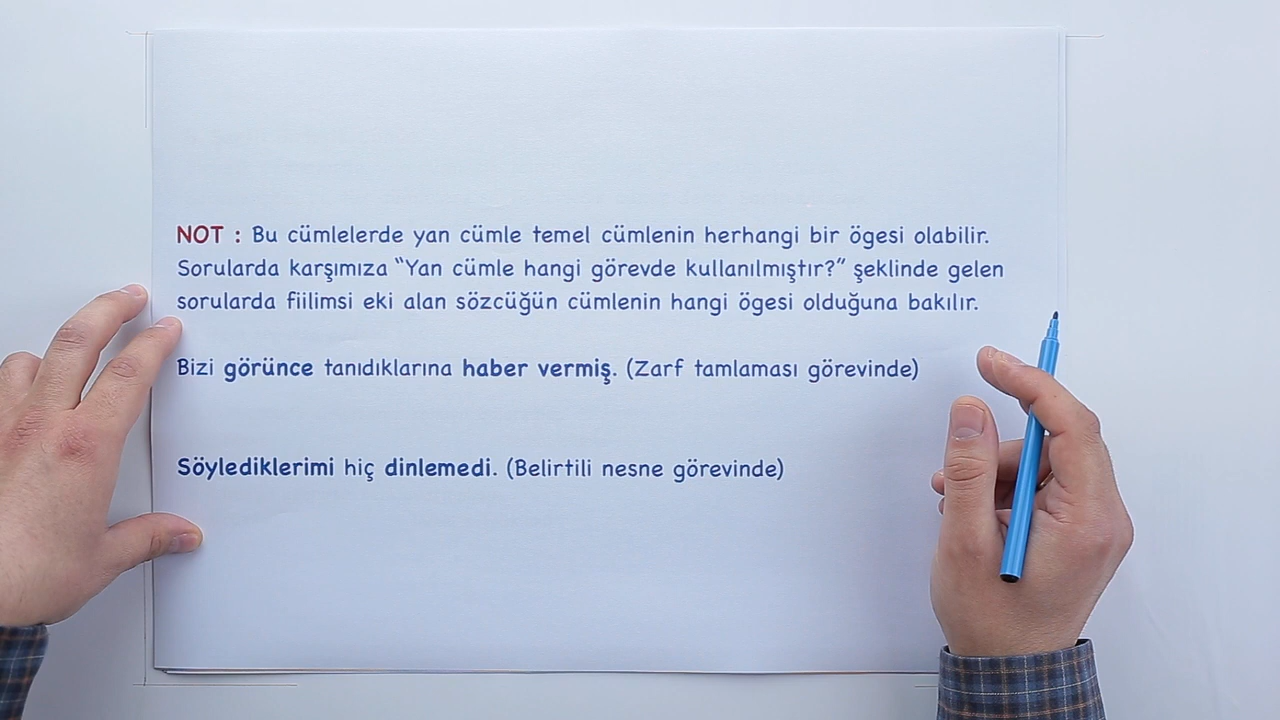 NOT : Bu cümlelerde yan cümle temel cümlenin herhangi bir ögesi olabilir.
Sorularda karşımıza “Yan cümle hangi görevde kullanılmıştır?” şeklinde gelen
sorularda fiilimsi eki alan sözcüğün cümlenin hangi ögesi olduğuna bakılır.
Bizi görünce tanıdıklarına haber vermiş. (Zarf tamlaması görevinde)
Söylediklerimi hiç dinlemedi. (Belirtili nesne görevinde)